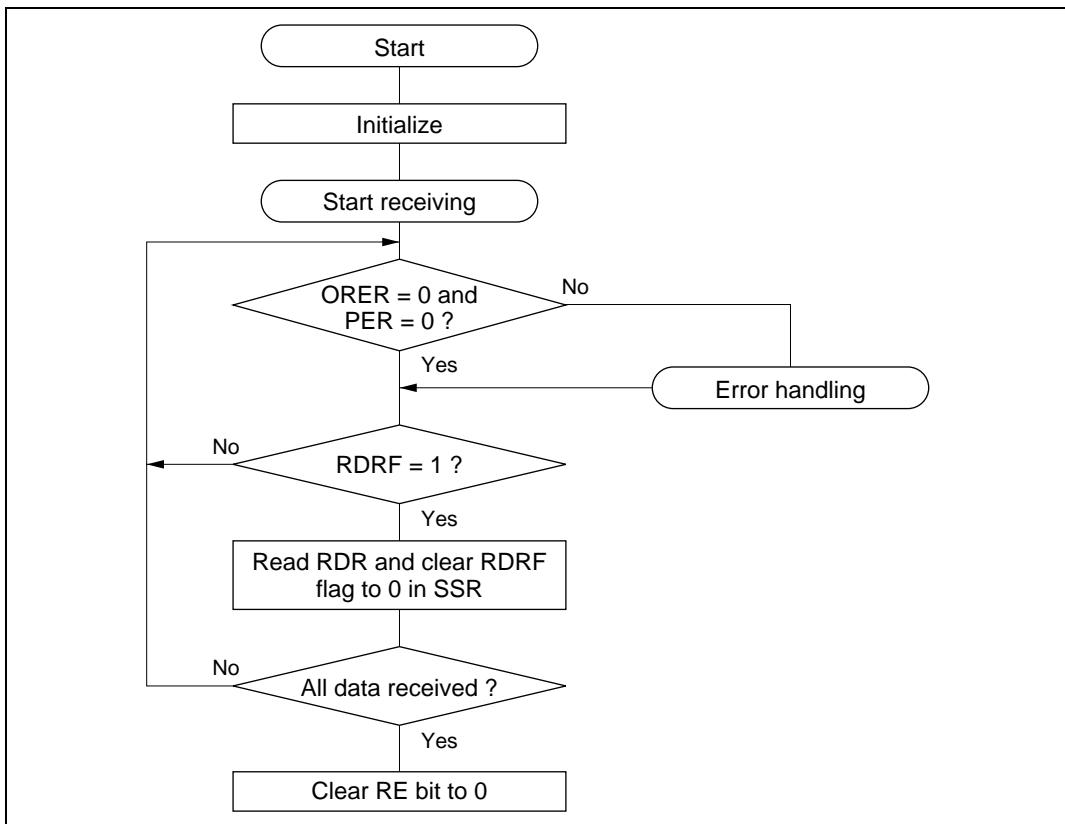 Start
Initialize
Start receiving
ORER = 0 and
PER = 0 ?
No
Yes
Error handling
No
RDRF = 1 ?
Yes
Read RDR and clear RDRF
flag to 0 in SSR
No
All data received ?
Yes
Clear RE bit to 0